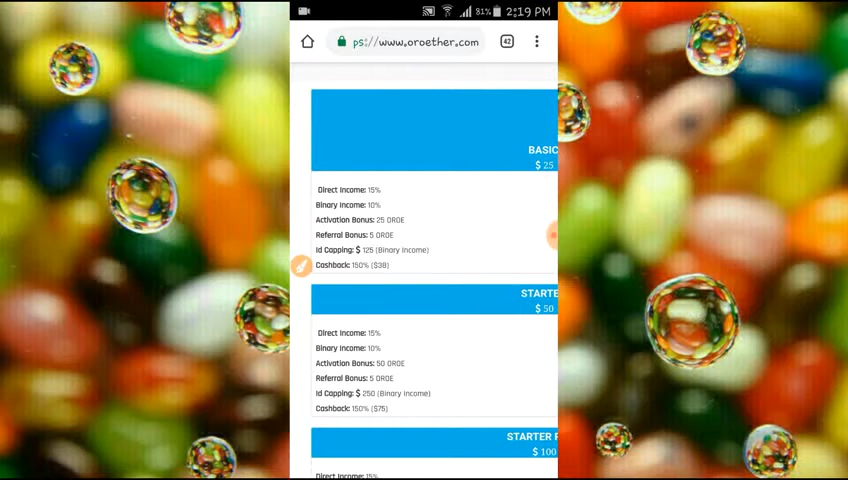 81% 2:19 PM
ps://www.oroether.com 42
BASIC
$ 25
Direct Income: 15%
Binary Income: 10%
Activation Bonus: 25 OROE
Referral Bonus: 5 OROE
Id Capping: $ 125 (Binary Income)
Cashback: 150% ($38)
STARTE
$ 50
Direct Income: 15%
Binary Income: 10%
Activation Bonus: 50 OROE
Referral Bonus: 5 OROE
Id Capping: $ 250 (Binary Income)
Cashback: 150% ($75)
STARTER P
$ 100
Direct Income: 15%